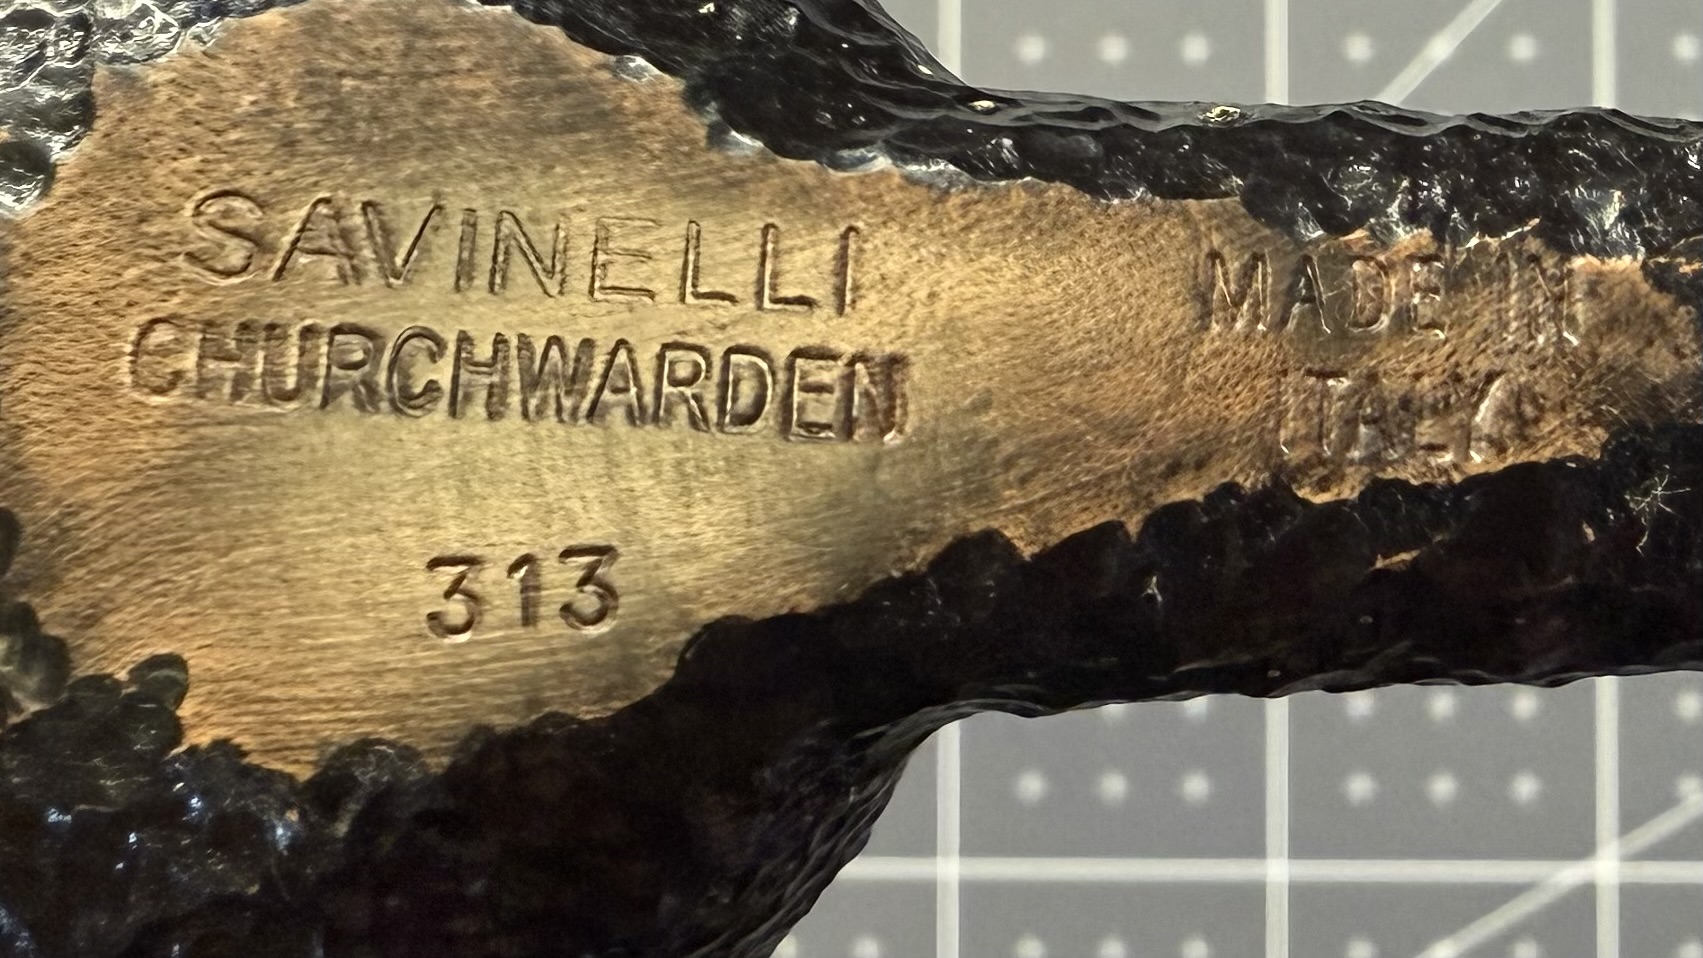 SAVINELLI
CHURCHWARDEN
313
MADE IN
ITALY